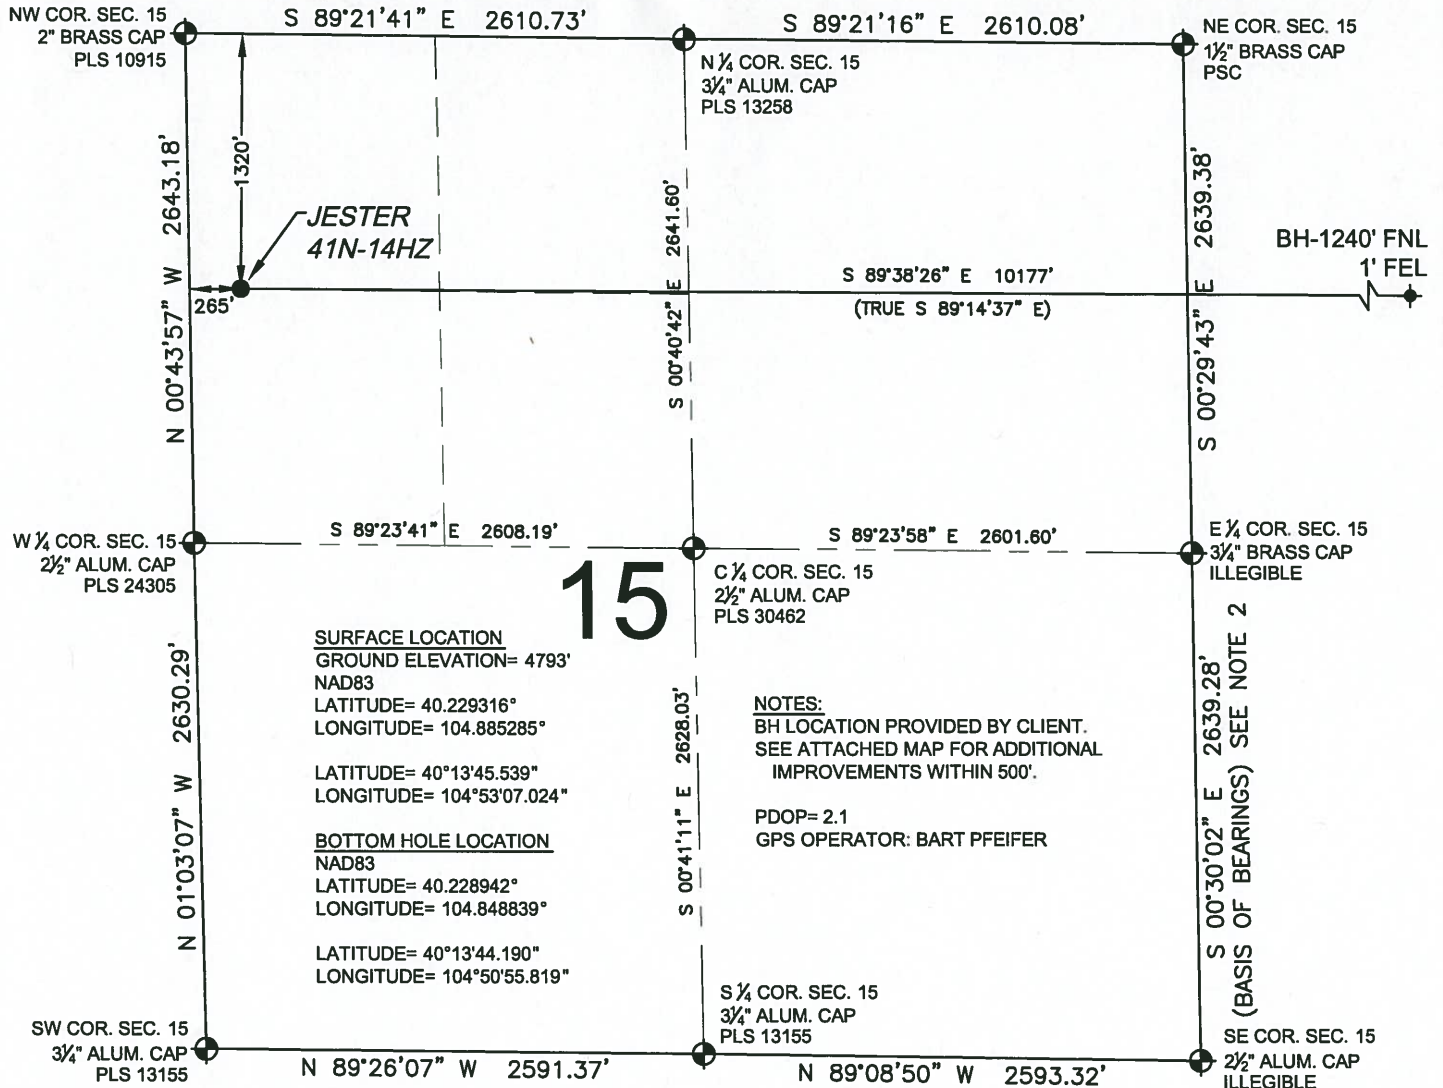 NW COR. SEC. 15
2" BRASS CAP
PLS 10915
S 89°21'41" E 2610.73'
S 89°21'16" E 2610.08'
NE COR. SEC. 15
1½" BRASS CAP
PSC
N ¼ COR. SEC. 15
3¼" ALUM. CAP
PLS 13258
N 00°43'57" W 2643.18'
1320'
JESTER
41N-14HZ
265'
S 00°40'42" E 2641.60'
S 89°38'26" E 10177'
(TRUE S 89°14'37" E)
S 00°29'43" E 2639.38'
BH-1240' FNL
1' FEL
W ¼ COR. SEC. 15
2½" ALUM. CAP
PLS 24305
S 89°23'41" E 2608.19'
S 89°23'58" E 2601.60'
E ¼ COR. SEC. 15
3¼" BRASS CAP
ILLEGIBLE
15
C ¼ COR. SEC. 15
2½" ALUM. CAP
PLS 30462
N 01°03'07" W 2630.29'
SURFACE LOCATION
GROUND ELEVATION= 4793'
NAD83
LATITUDE= 40.229316°
LONGITUDE= 104.885285°
LATITUDE= 40°13'45.539"
LONGITUDE= 104°53'07.024"
BOTTOM HOLE LOCATION
NAD83
LATITUDE= 40.228942°
LONGITUDE= 104.848839°
LATITUDE= 40°13'44.190"
LONGITUDE= 104°50'55.819"
S 00°41'11" E 2628.03'
NOTES:
BH LOCATION PROVIDED BY CLIENT.
SEE ATTACHED MAP FOR ADDITIONAL
IMPROVEMENTS WITHIN 500'.
PDOP= 2.1
GPS OPERATOR: BART PFEIFER
S 00°30'02" E 2639.28'
(BASIS OF BEARINGS) SEE NOTE 2
SW COR. SEC. 15
3¼" ALUM. CAP
PLS 13155
N 89°26'07" W 2591.37'
S ¼ COR. SEC. 15
3¼" ALUM. CAP
PLS 13155
N 89°08'50" W 2593.32'
SE COR. SEC. 15
2½" ALUM. CAP
ILLEGIBLE